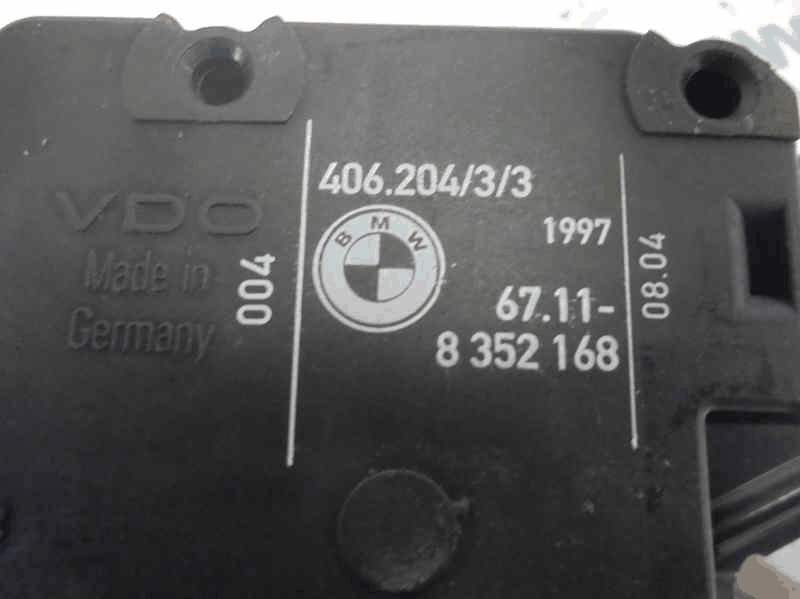 VDO
Made in
Germany
004
406.204/3/3
BMW
1997
67.11-
8 352 168
08.04